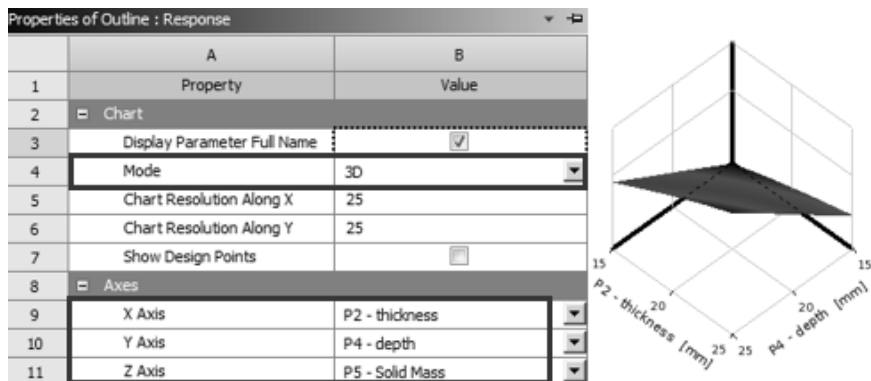 Properties of Outline : Response
A B
1 Property Value
2 Chart
3 Display Parameter Full Name
4 Mode 3D
5 Chart Resolution Along X 25
6 Chart Resolution Along Y 25
7 Show Design Points
8 Axes
9 X Axis P2 - thickness
10 Y Axis P4 - depth
11 Z Axis P5 - Solid Mass
15 15
20 20
25 25
P2 - thickness [mm]
P4 - depth [mm]